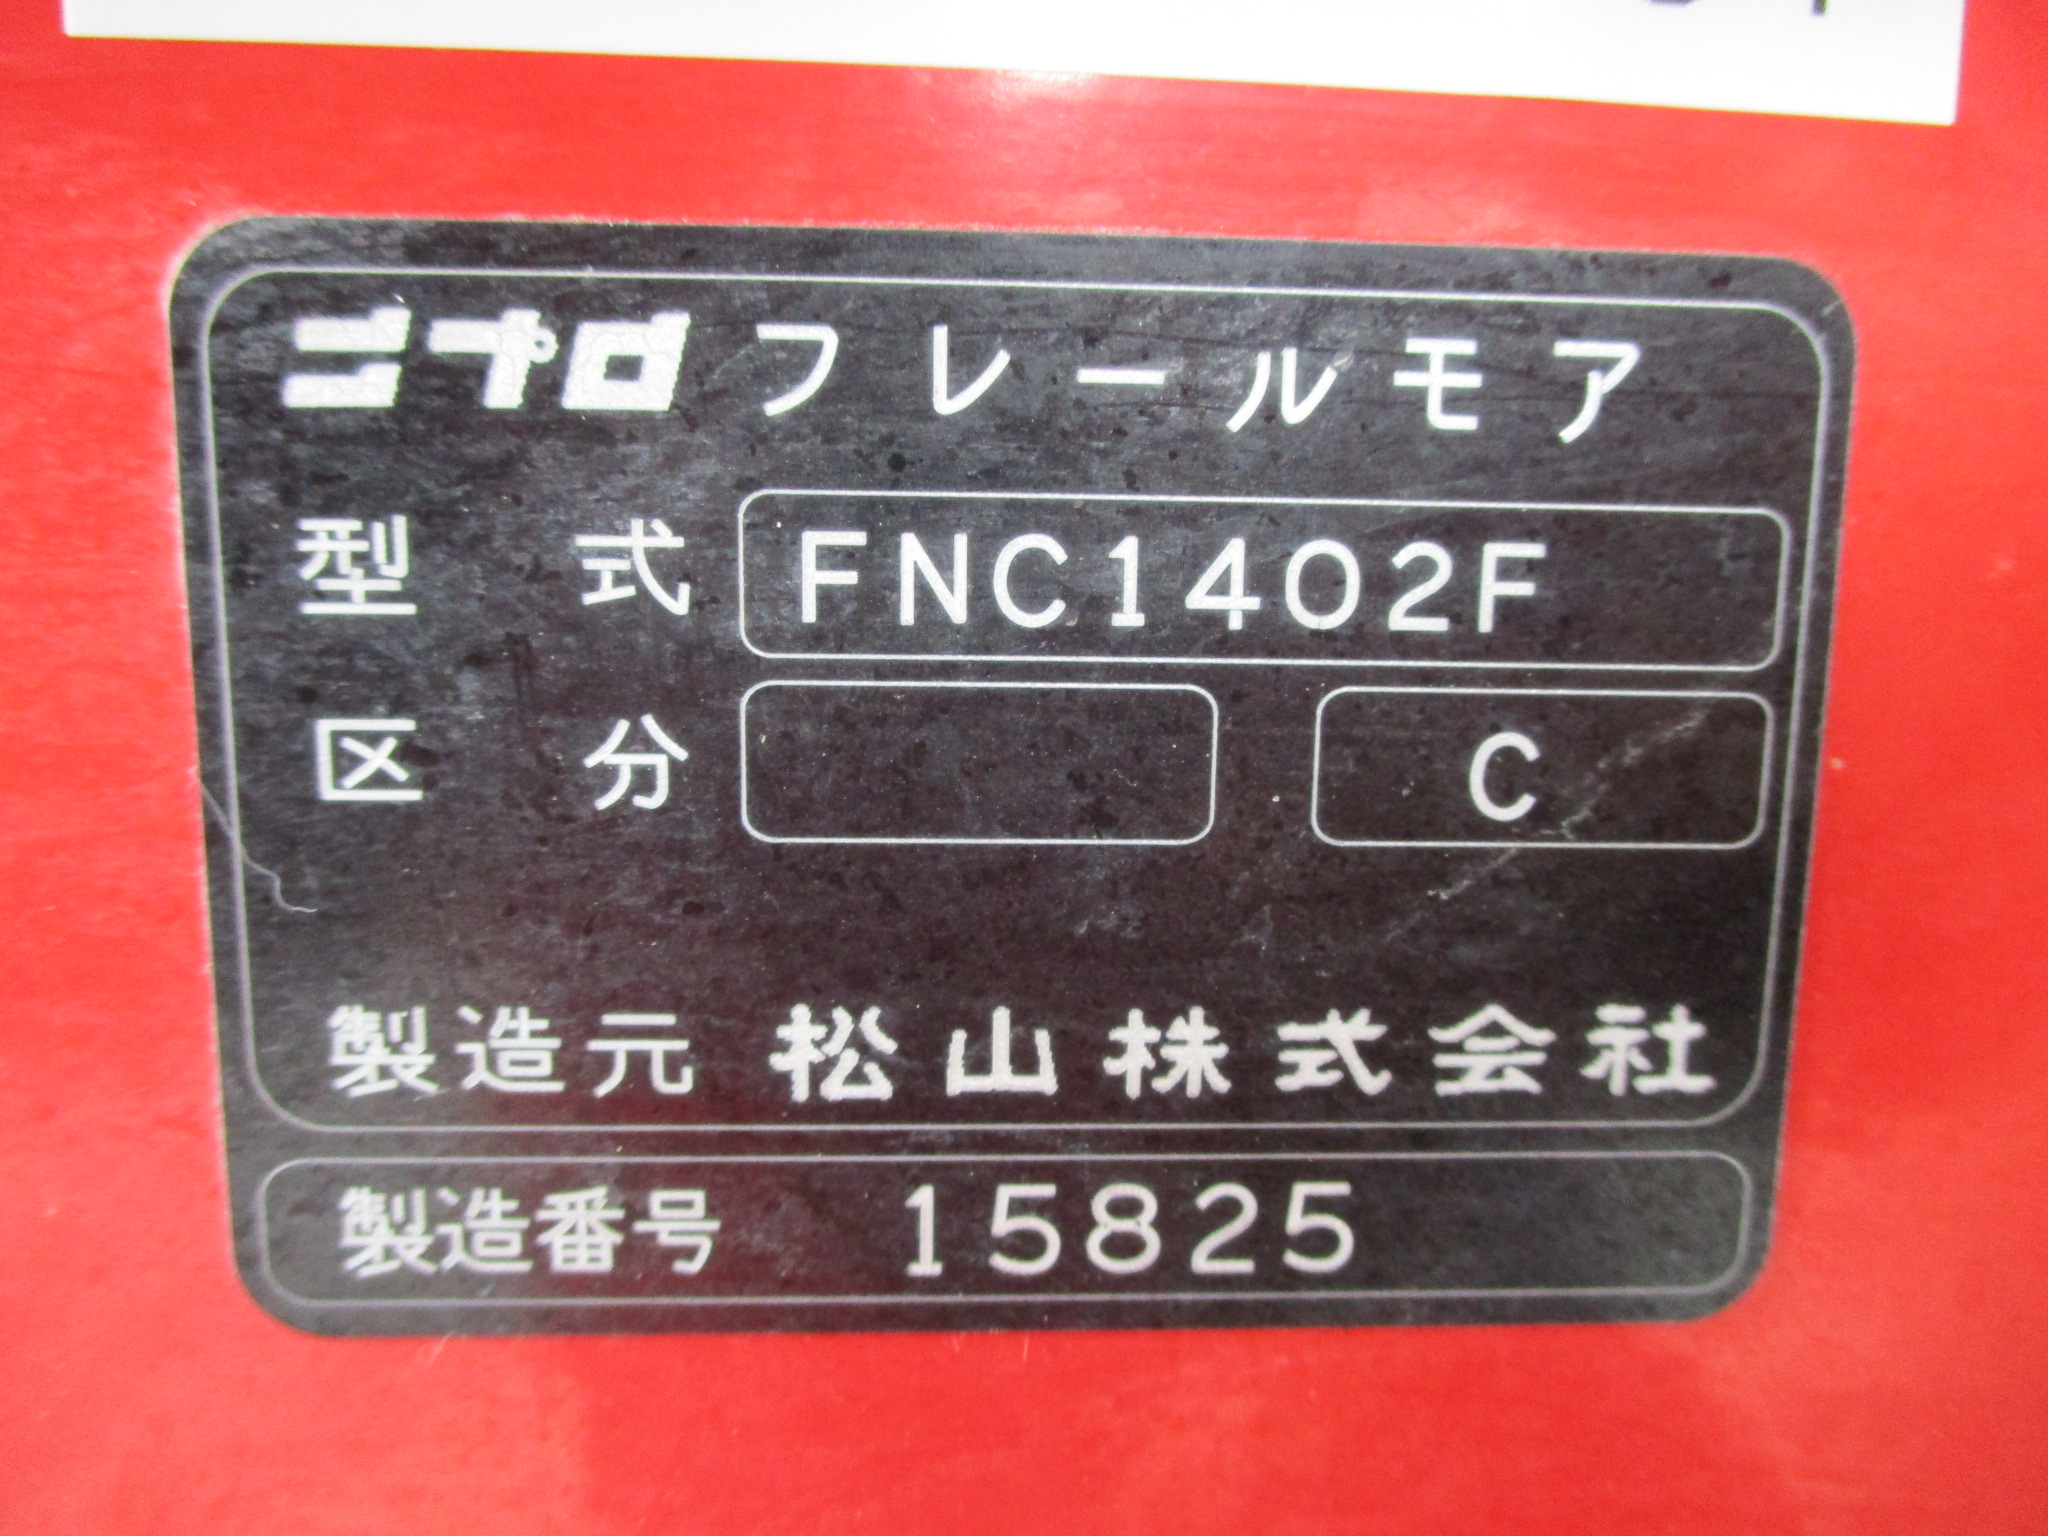 ニプロ フレールモア
型式 FNC1402F
区分 C
製造元 松山株式会社
製造番号 15825